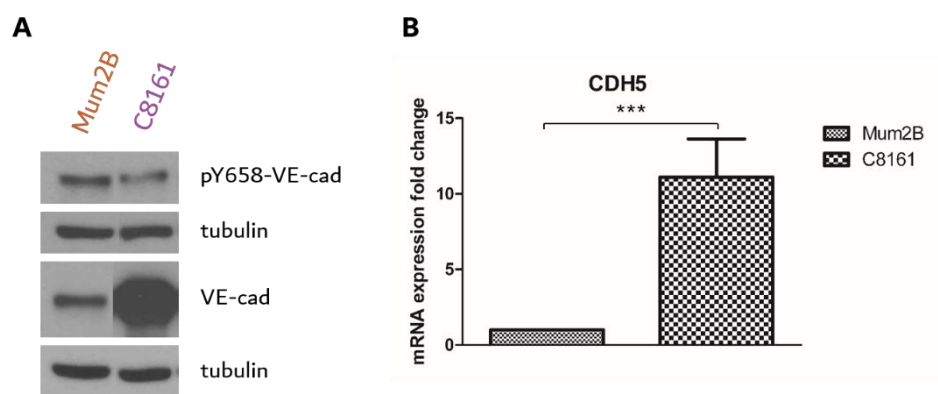 A
Mum2B
C8161
pY658-VE-cad
tubulin
VE-cad
tubulin
B
CDH5
***
mRNA expression fold change
15
10
5
0
Mum2B
C8161